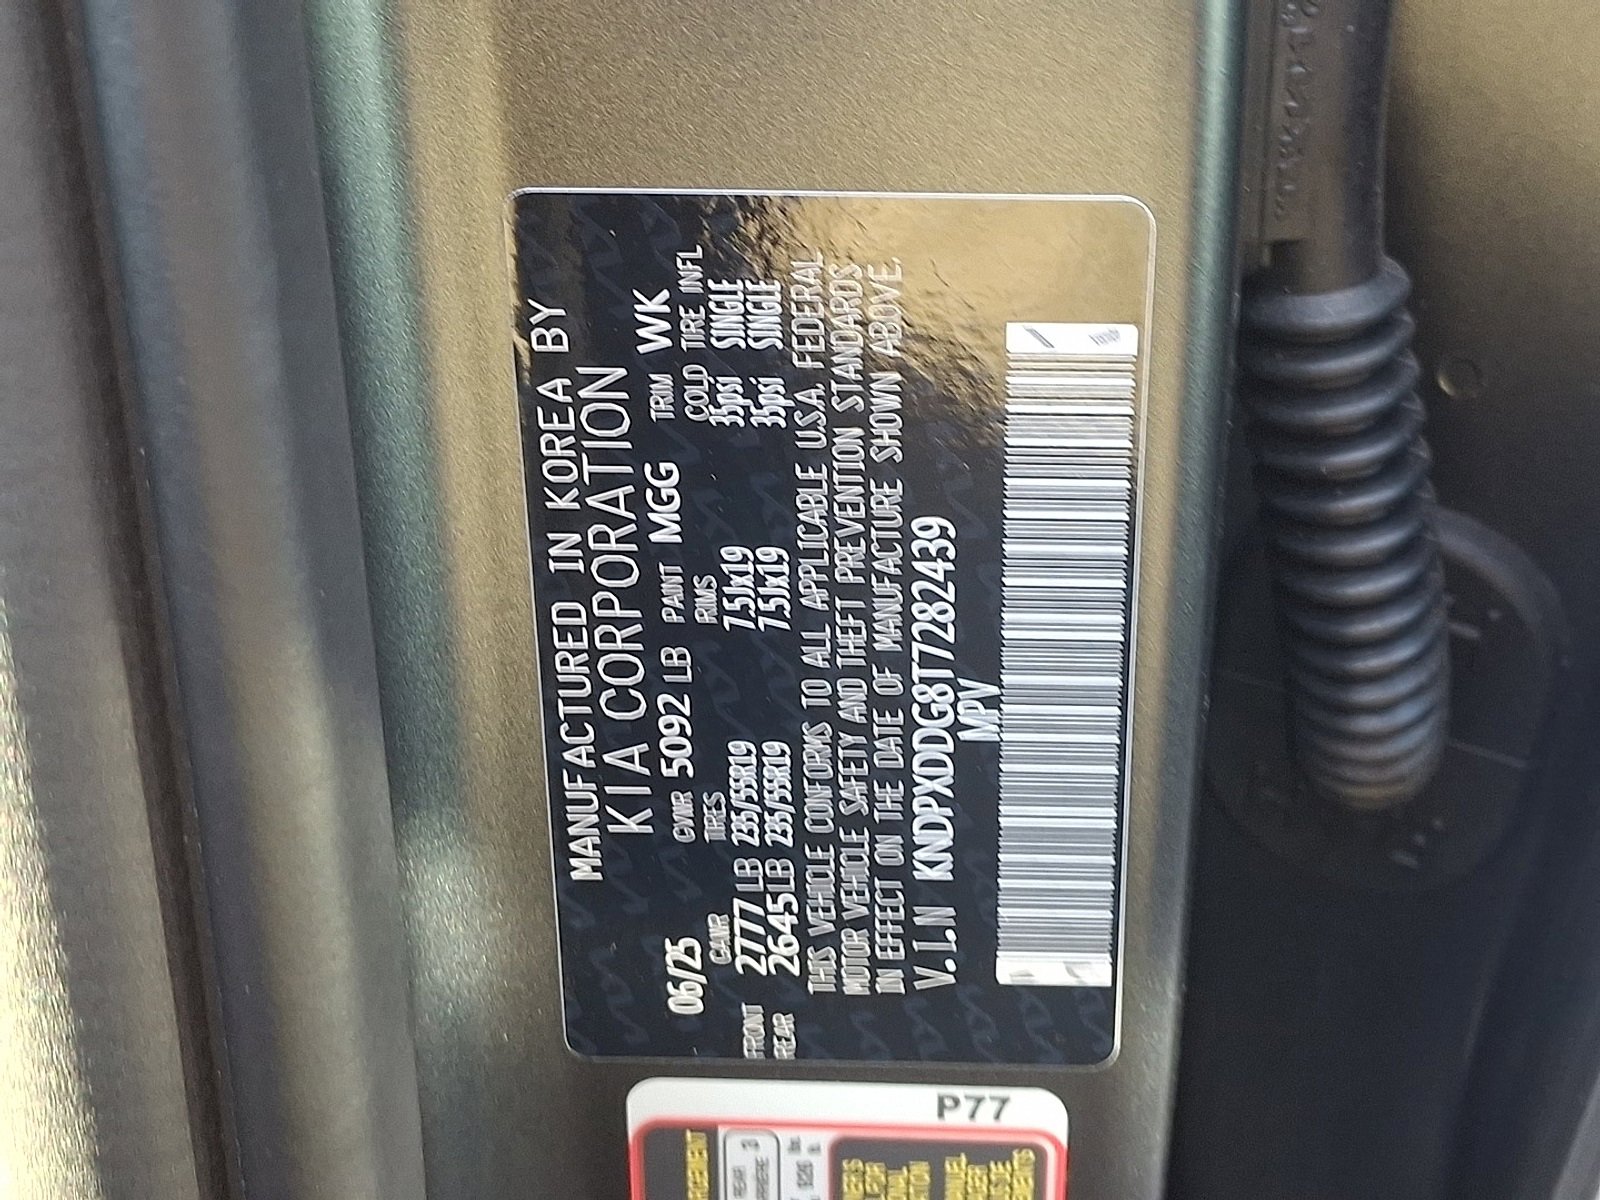 MANUFACTURED IN KOREA BY
KIA CORPORATION
06/25 GVWR 5092 LB PAINT MGG TRIM WK
GAWR TIRES RIMS COLD TIRE INFL
FRONT 2777 LB 235/55R19 7.5Jx19 35psi SINGLE
REAR 2645LB 235/55R19 7.5Jx19 35psi SINGLE
THIS VEHICLE CONFORMS TO ALL APPLICABLE U.S.A. FEDERAL
MOTOR VEHICLE SAFETY AND THEFT PREVENTION STANDARDS
IN EFFECT ON THE DATE OF MANUFACTURE SHOWN ABOVE.
V.I.N KNDPXDDG8T7282439
MPV
P77
REAR 3